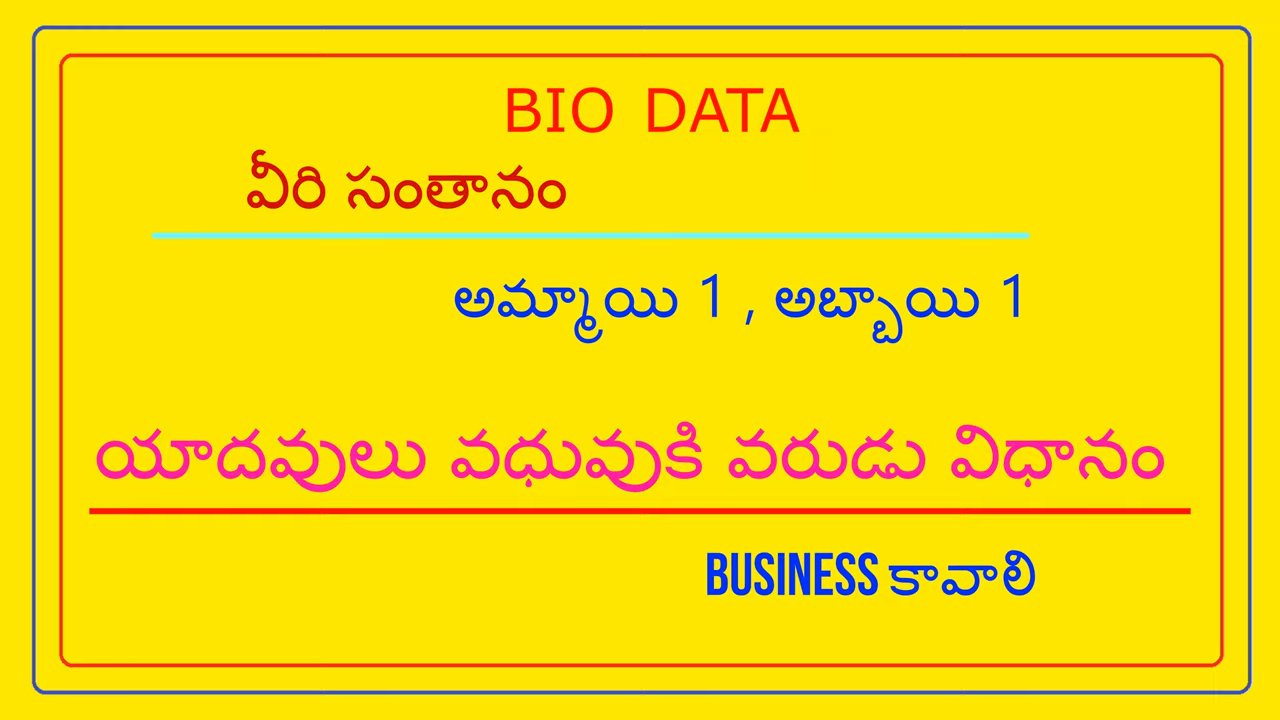 BIO DATA
వీరి సంతానం
అమ్మాయి 1 , అబ్బాయి 1
యాదవులు వధువుకి వరుడు విధానం
BUSINESS కావాలి